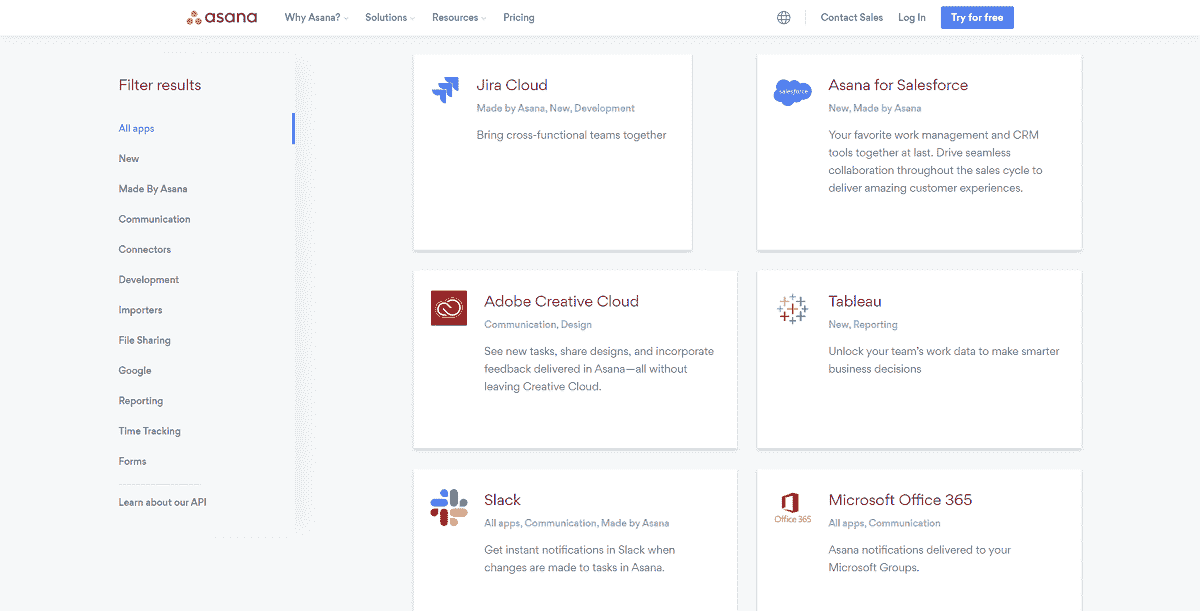 asana
Why Asana?
Solutions
Resources
Pricing
Contact Sales
Log In
Try for free
Filter results
All apps
New
Made By Asana
Communication
Connectors
Development
Importers
File Sharing
Google
Reporting
Time Tracking
Forms
Learn about our API
Jira Cloud
Made by Asana, New, Development
Bring cross-functional teams together
salesforce
Asana for Salesforce
New, Made by Asana
Your favorite work management and CRM
tools together at last. Drive seamless
collaboration throughout the sales cycle to
deliver amazing customer experiences.
Adobe Creative Cloud
Communication, Design
See new tasks, share designs, and incorporate
feedback delivered in Asana—all without
leaving Creative Cloud.
Tableau
New, Reporting
Unlock your team's work data to make smarter
business decisions
Slack
All apps, Communication, Made by Asana
Get instant notifications in Slack when
changes are made to tasks in Asana.
Office 365
Microsoft Office 365
All apps, Communication
Asana notifications delivered to your
Microsoft Groups.